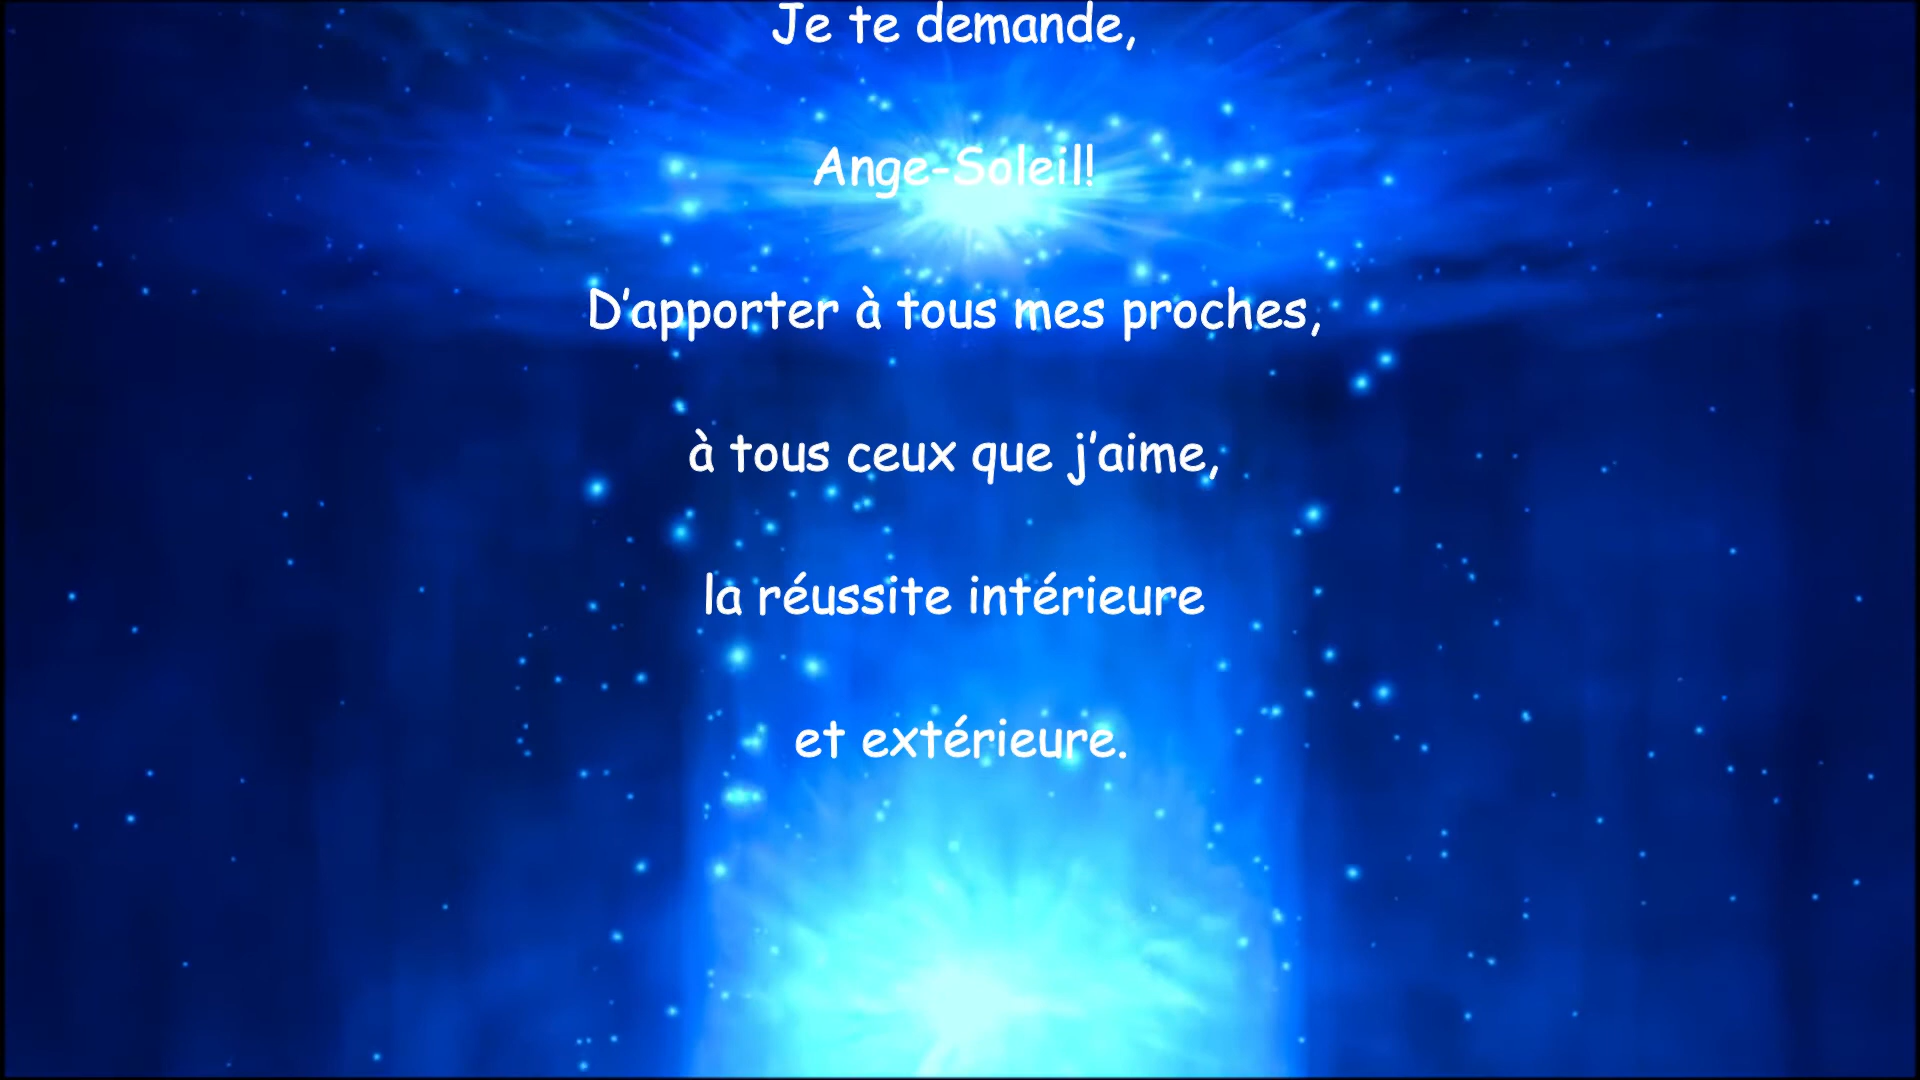 Je te demande,
Ange-Soleil!
D’apporter à tous mes proches,
à tous ceux que j’aime,
la réussite intérieure
et extérieure.